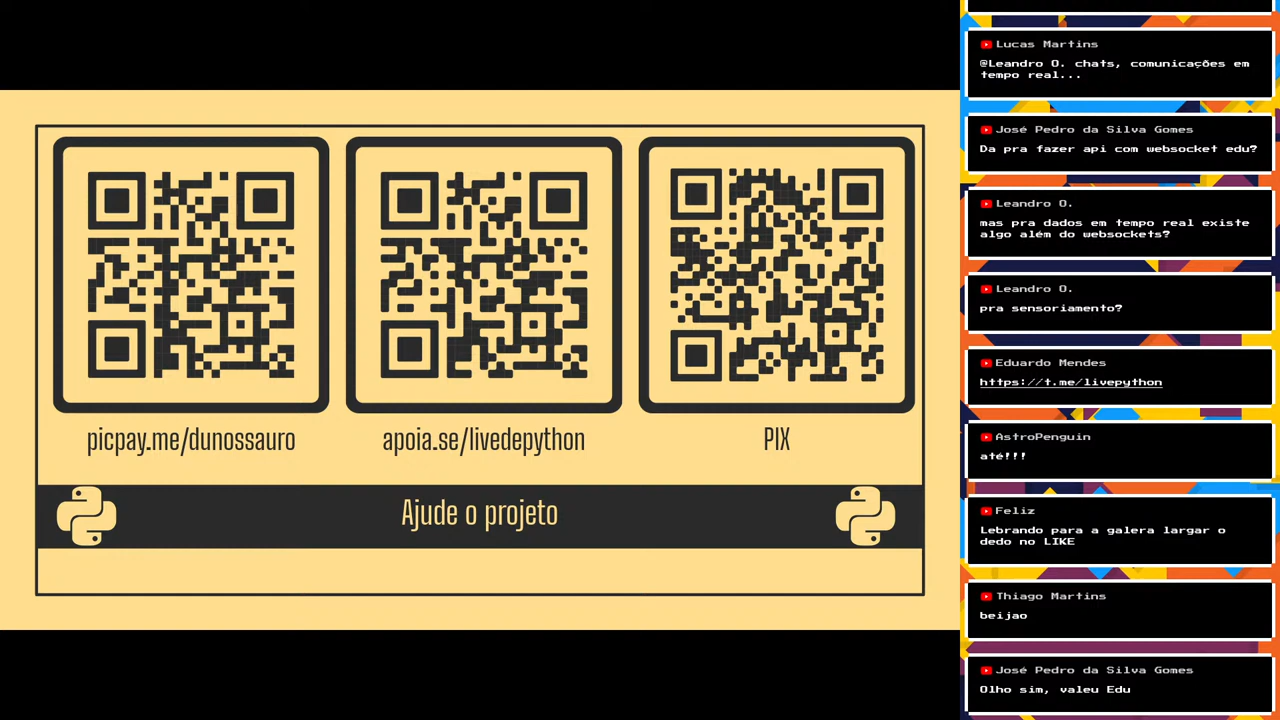 picpay.me/dunossauro
apoia.se/livedepython
PIX
Ajude o projeto
Lucas Martins
@Leandro O. chats, comunicações em
tempo real...
José Pedro da Silva Gomes
Da pra fazer api com websocket edu?
Leandro O.
mas pra dados em tempo real existe
algo além do websockets?
Leandro O.
pra sensoriamento?
Eduardo Mendes
https://t.me/livepython
AstroPenguin
até!!!
Feliz
Lebrando para a galera largar o
dedo no LIKE
Thiago Martins
beijao
José Pedro da Silva Gomes
Olho sim, valeu Edu